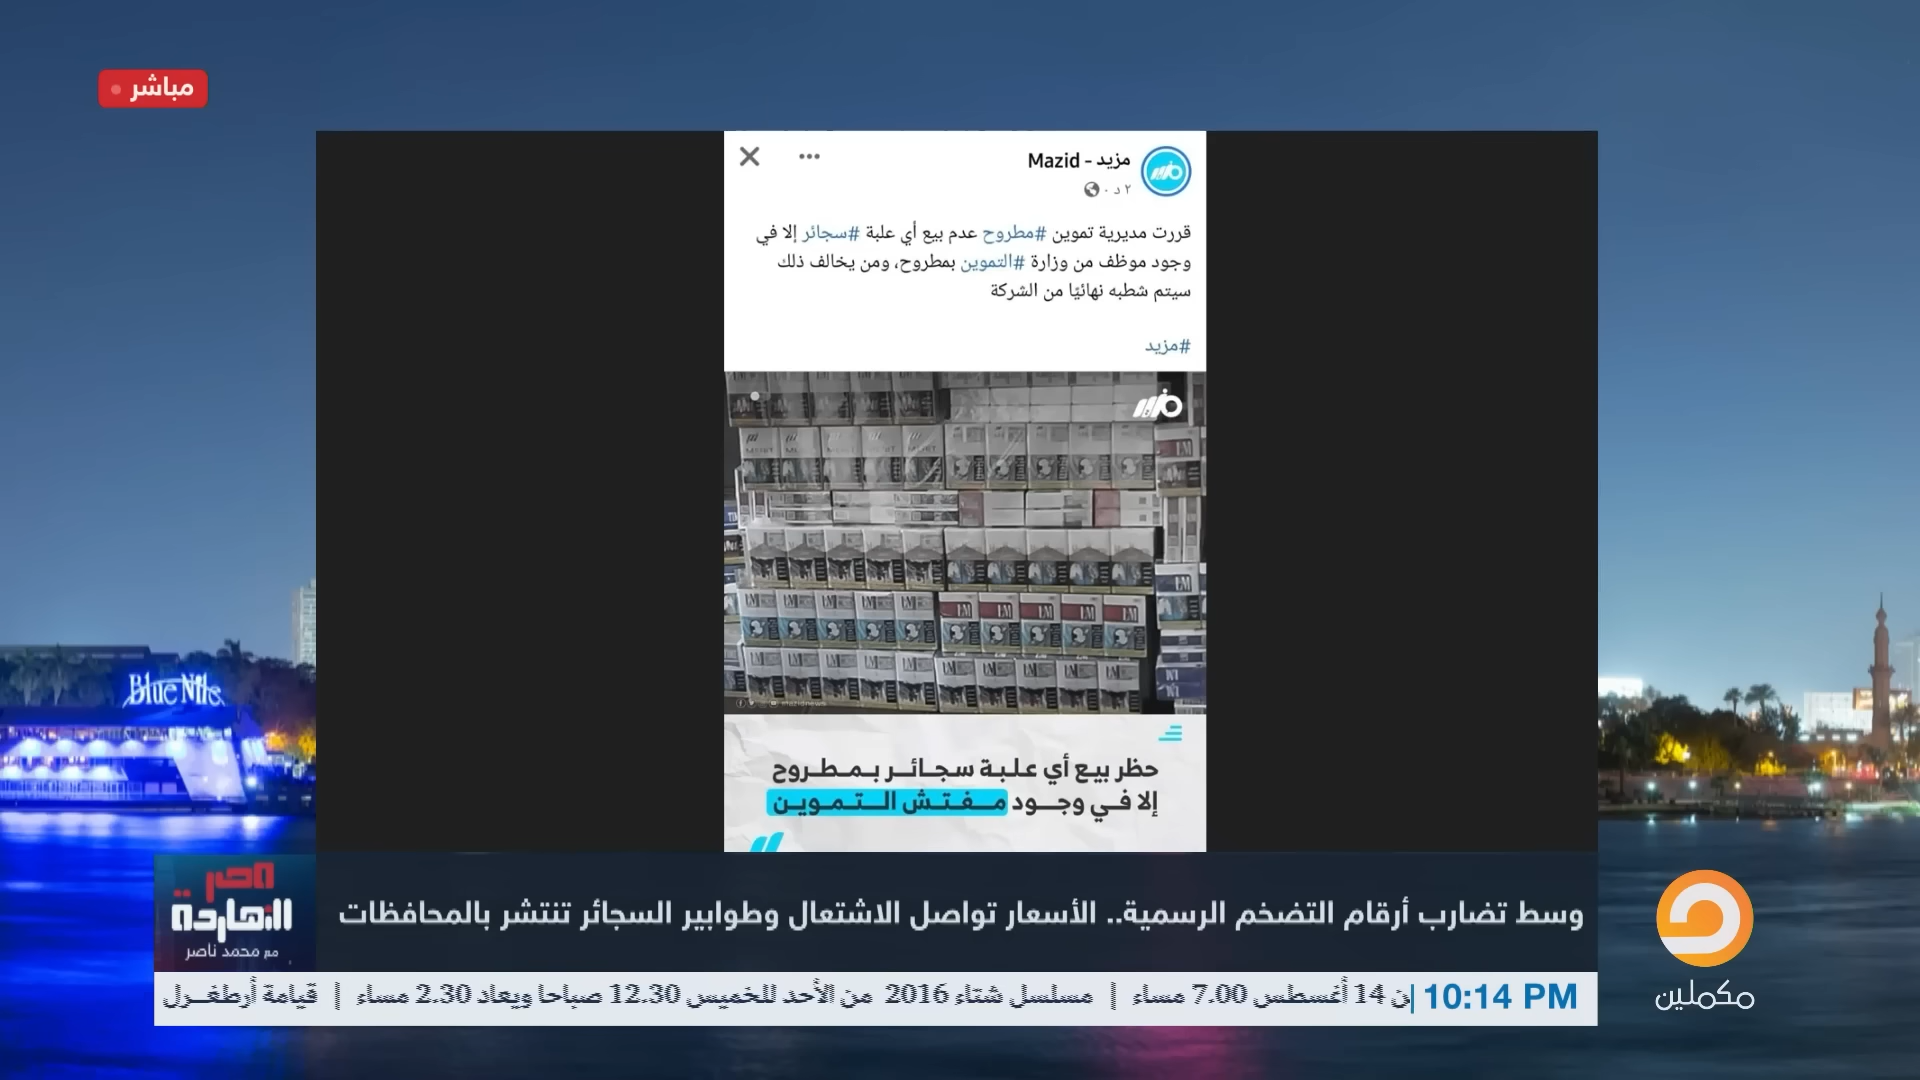 مباشر
مزيد - Mazid
٢ د
قررت مديرية تموين #مطروح عدم بيع أي علبة #سجائر إلا في
وجود موظف من وزارة #التموين بمطروح، ومن يخالف ذلك
سيتم شطبه نهائيًا من الشركة
#مزيد
حظر بيع أي علبة سجائر بمطروح
إلا في وجود مفتش التموين
Blue Nile
مصر
النهاردة
مع محمد ناصر
وسط تضارب أرقام التضخم الرسمية.. الأسعار تواصل الاشتعال وطوابير السجائر تنتشر بالمحافظات
10:14 PM
ن 14 أغسطس 7.00 مساء | مسلسل شتاء 2016 من الأحد للخميس 12.30 صباحا ويعاد 2.30 مساء | قيامة أرطغرل
مكملين